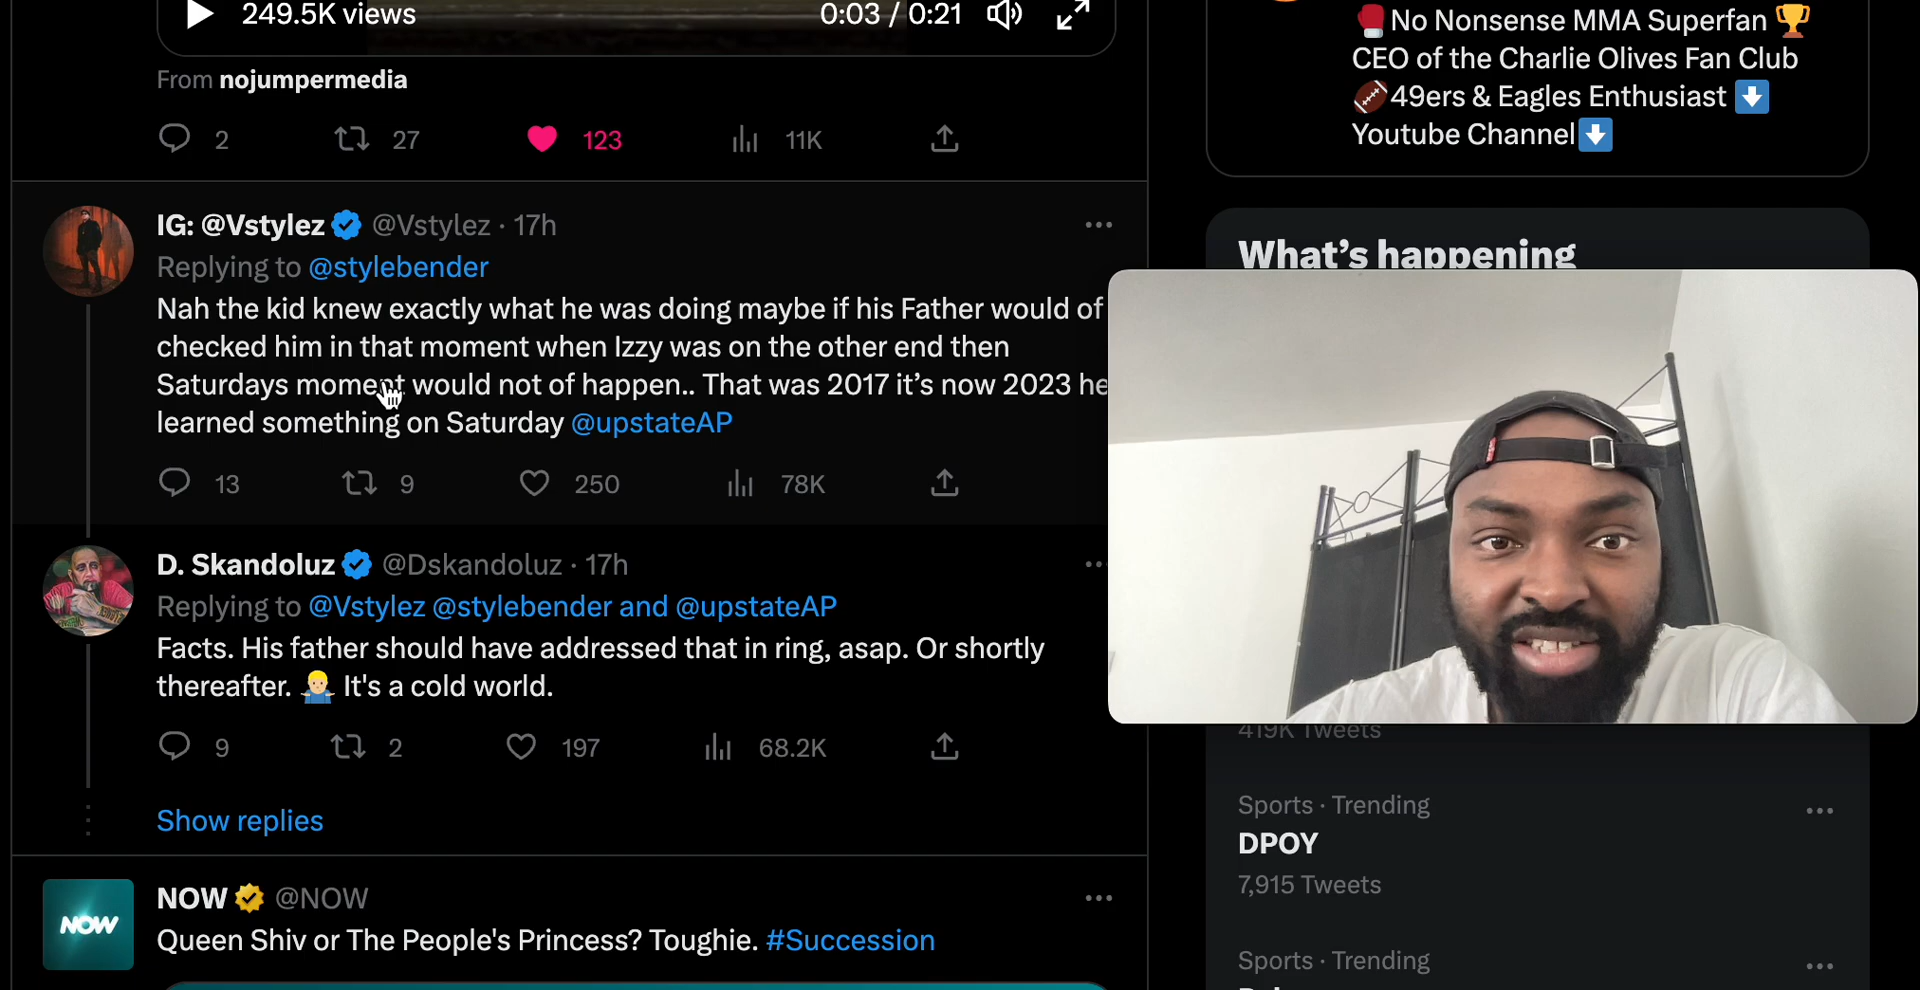 249.5K views
0:03 / 0:21
From nojumpermedia
2 27 123 11K
IG: @Vstylez @Vstylez · 17h
Replying to @stylebender
Nah the kid knew exactly what he was doing maybe if his Father would of
checked him in that moment when Izzy was on the other end then
Saturdays moment would not of happen.. That was 2017 it’s now 2023 he
learned something on Saturday @upstateAP
13 9 250 78K
D. Skandoluz @Dskandoluz · 17h
Replying to @Vstylez @stylebender and @upstateAP
Facts. His father should have addressed that in ring, asap. Or shortly
thereafter. 🤷🏼‍♂️ It's a cold world.
9 2 197 68.2K
Show replies
NOW
NOW @NOW
Queen Shiv or The People's Princess? Toughie. #Succession
🥊No Nonsense MMA Superfan 🏆
CEO of the Charlie Olives Fan Club
🏈49ers & Eagles Enthusiast ⬇️
Youtube Channel⬇️
What’s happening
419K Tweets
Sports · Trending
DPOY
7,915 Tweets
Sports · Trending